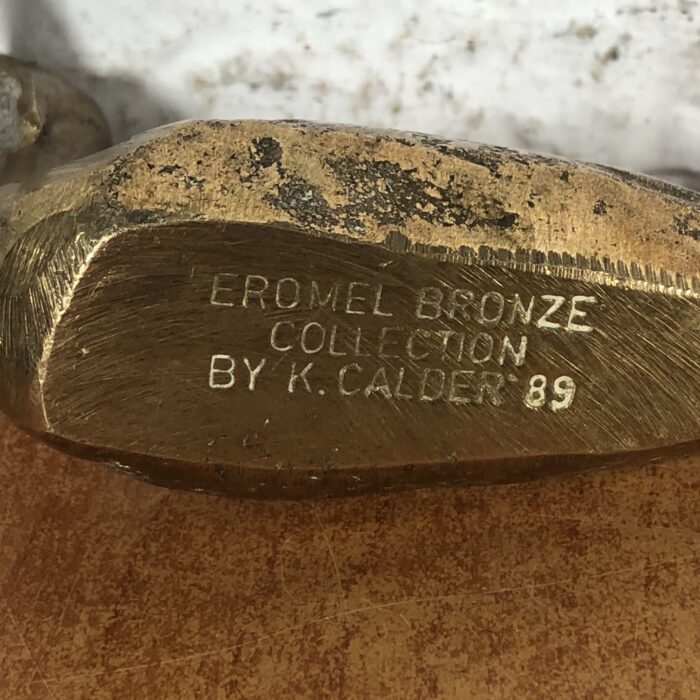 EROMEL BRONZE
COLLECTION
BY K. CALDER' 89